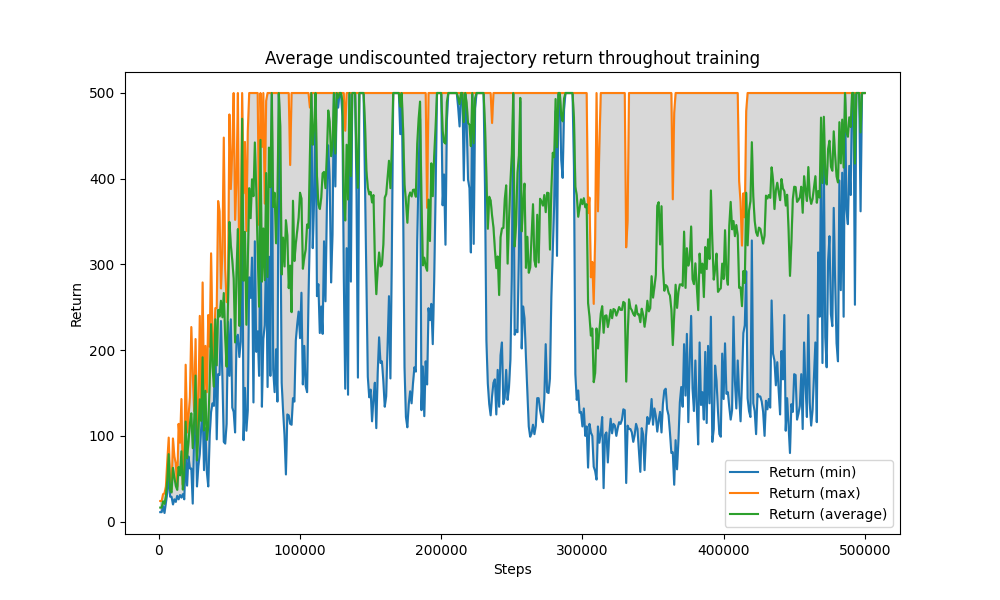 Average undiscounted trajectory return throughout training
500
400
300
200
100
0
Return
0 100000 200000 300000 400000 500000
Steps
Return (min)
Return (max)
Return (average)